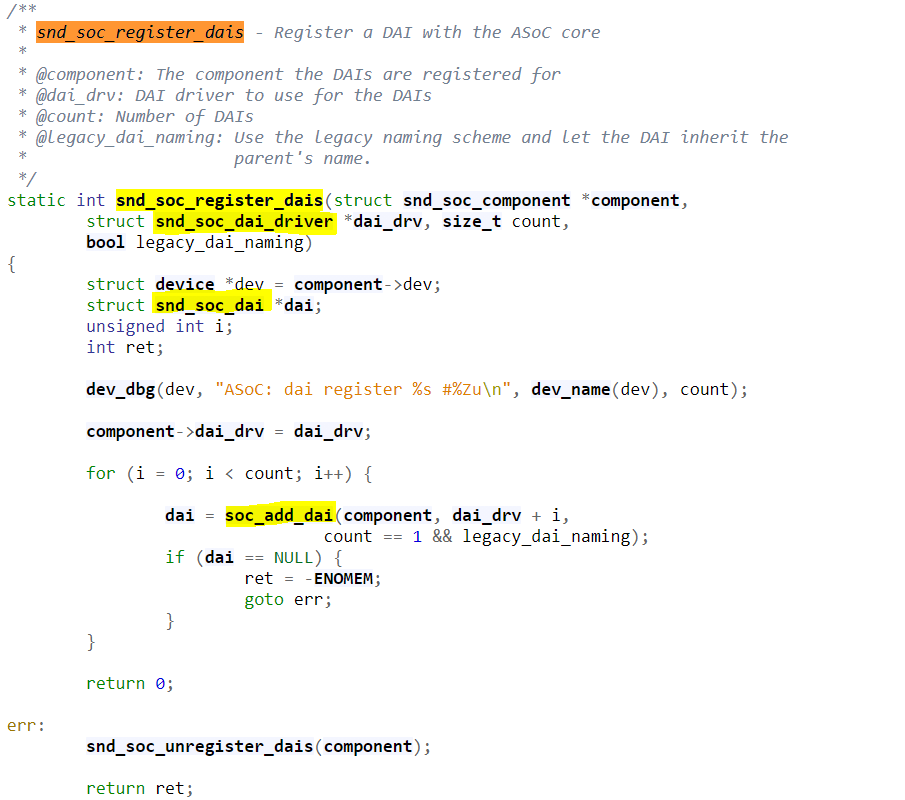 /**
 * snd_soc_register_dais - Register a DAI with the ASoC core
 *
 * @component: The component the DAIs are registered for
 * @dai_drv: DAI driver to use for the DAIs
 * @count: Number of DAIs
 * @legacy_dai_naming: Use the legacy naming scheme and let the DAI inherit the
 *                     parent's name.
 */
static int snd_soc_register_dais(struct snd_soc_component *component,
        struct snd_soc_dai_driver *dai_drv, size_t count,
        bool legacy_dai_naming)
{
        struct device *dev = component->dev;
        struct snd_soc_dai *dai;
        unsigned int i;
        int ret;

        dev_dbg(dev, "ASoC: dai register %s #%Zu\n", dev_name(dev), count);

        component->dai_drv = dai_drv;

        for (i = 0; i < count; i++) {

                dai = soc_add_dai(component, dai_drv + i,
                                count == 1 && legacy_dai_naming);
                if (dai == NULL) {
                        ret = -ENOMEM;
                        goto err;
                }
        }

        return 0;

err:
        snd_soc_unregister_dais(component);

        return ret;